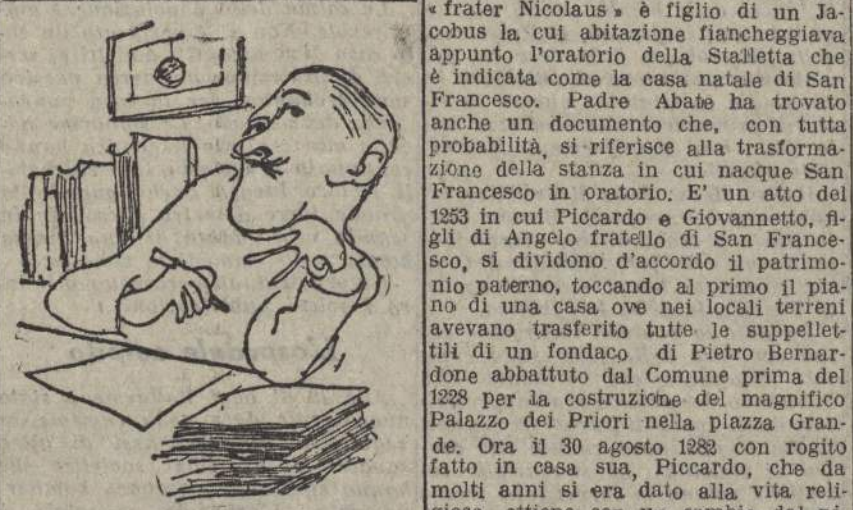 « frater Nicolaus » è figlio di un Ja-
cobus la cui abitazione fiancheggiava
appunto l'oratorio della Stalletta che
è indicata come la casa natale di San
Francesco. Padre Abate ha trovato
anche un documento che, con tutta
probabilità, si riferisce alla trasforma-
zione della stanza in cui nacque San
Francesco in oratorio. E' un atto del
1253 in cui Piccardo e Giovannetto, fi-
gli di Angelo fratello di San France-
sco, si dividono d'accordo il patrimo-
nio paterno, toccando al primo il pia-
no di una casa ove nei locali terreni
avevano trasferito tutte le suppellet-
tili di un fondaco di Pietro Bernar-
done abbattuto dal Comune prima del
1228 per la costruzione del magnifico
Palazzo dei Priori nella piazza Gran-
de. Ora il 30 agosto 1282 con rogito
fatto in casa sua, Piccardo, che da
molti anni si era dato alla vita reli-